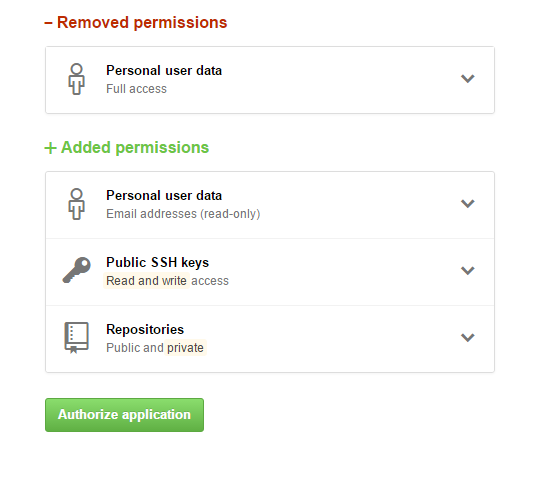 – Removed permissions
Personal user data
Full access
+ Added permissions
Personal user data
Email addresses (read-only)
Public SSH keys
Read and write access
Repositories
Public and private
Authorize application